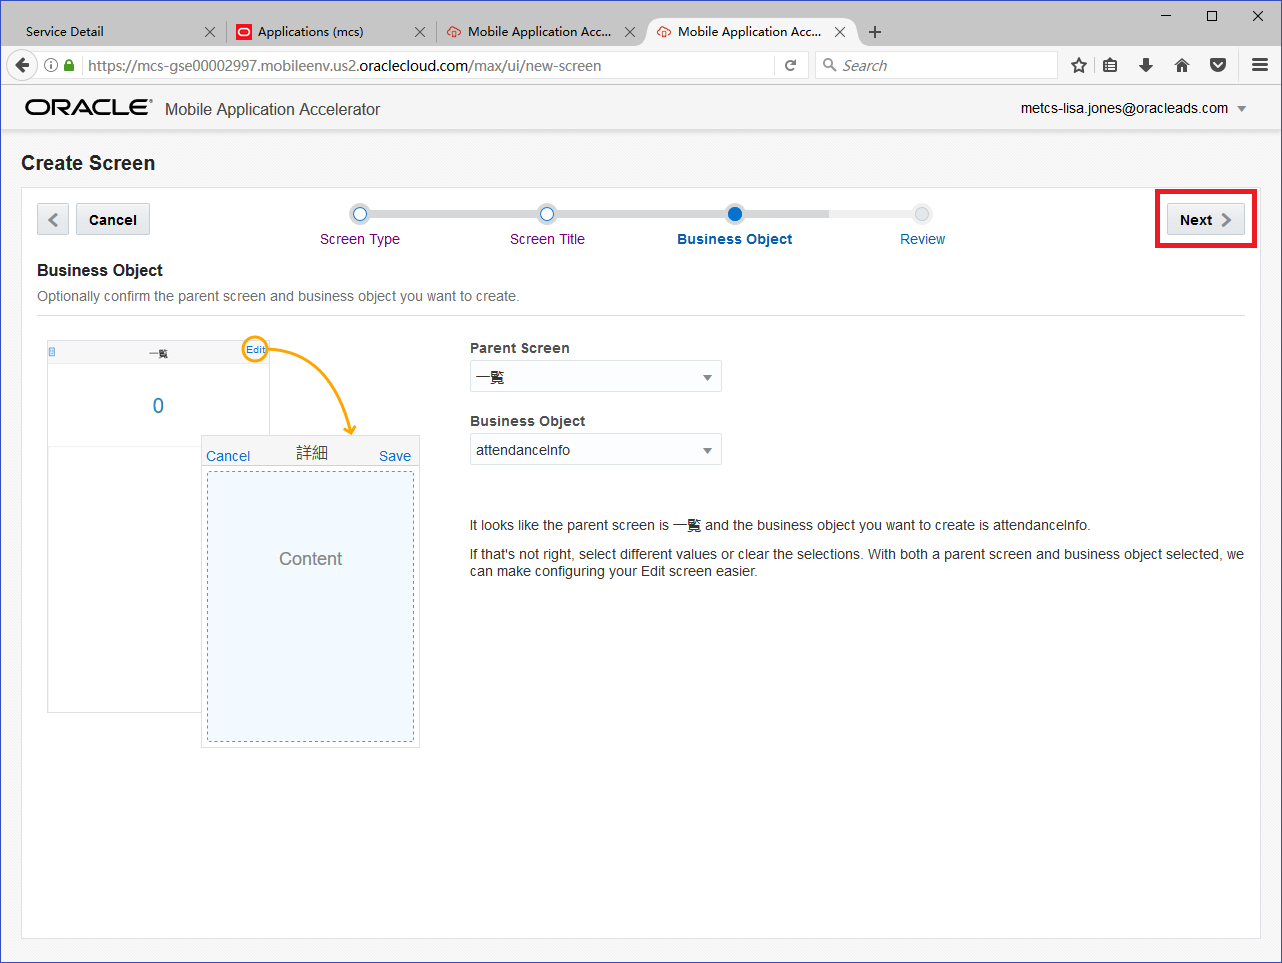 Service Detail
Applications (mcs)
Mobile Application Acc...
Mobile Application Acc...
https://mcs-gse00002997.mobileenv.us2.oraclecloud.com/max/ui/new-screen
Search
ORACLE® Mobile Application Accelerator
metcs-lisa.jones@oracleads.com
Create Screen
Cancel
Screen Type
Screen Title
Business Object
Review
Next
Business Object
Optionally confirm the parent screen and business object you want to create.
一覧
Edit
0
Cancel
詳細
Save
Content
Parent Screen
一覧
Business Object
attendanceInfo
It looks like the parent screen is 一覧 and the business object you want to create is attendanceInfo.
If that's not right, select different values or clear the selections. With both a parent screen and business object selected, we
can make configuring your Edit screen easier.